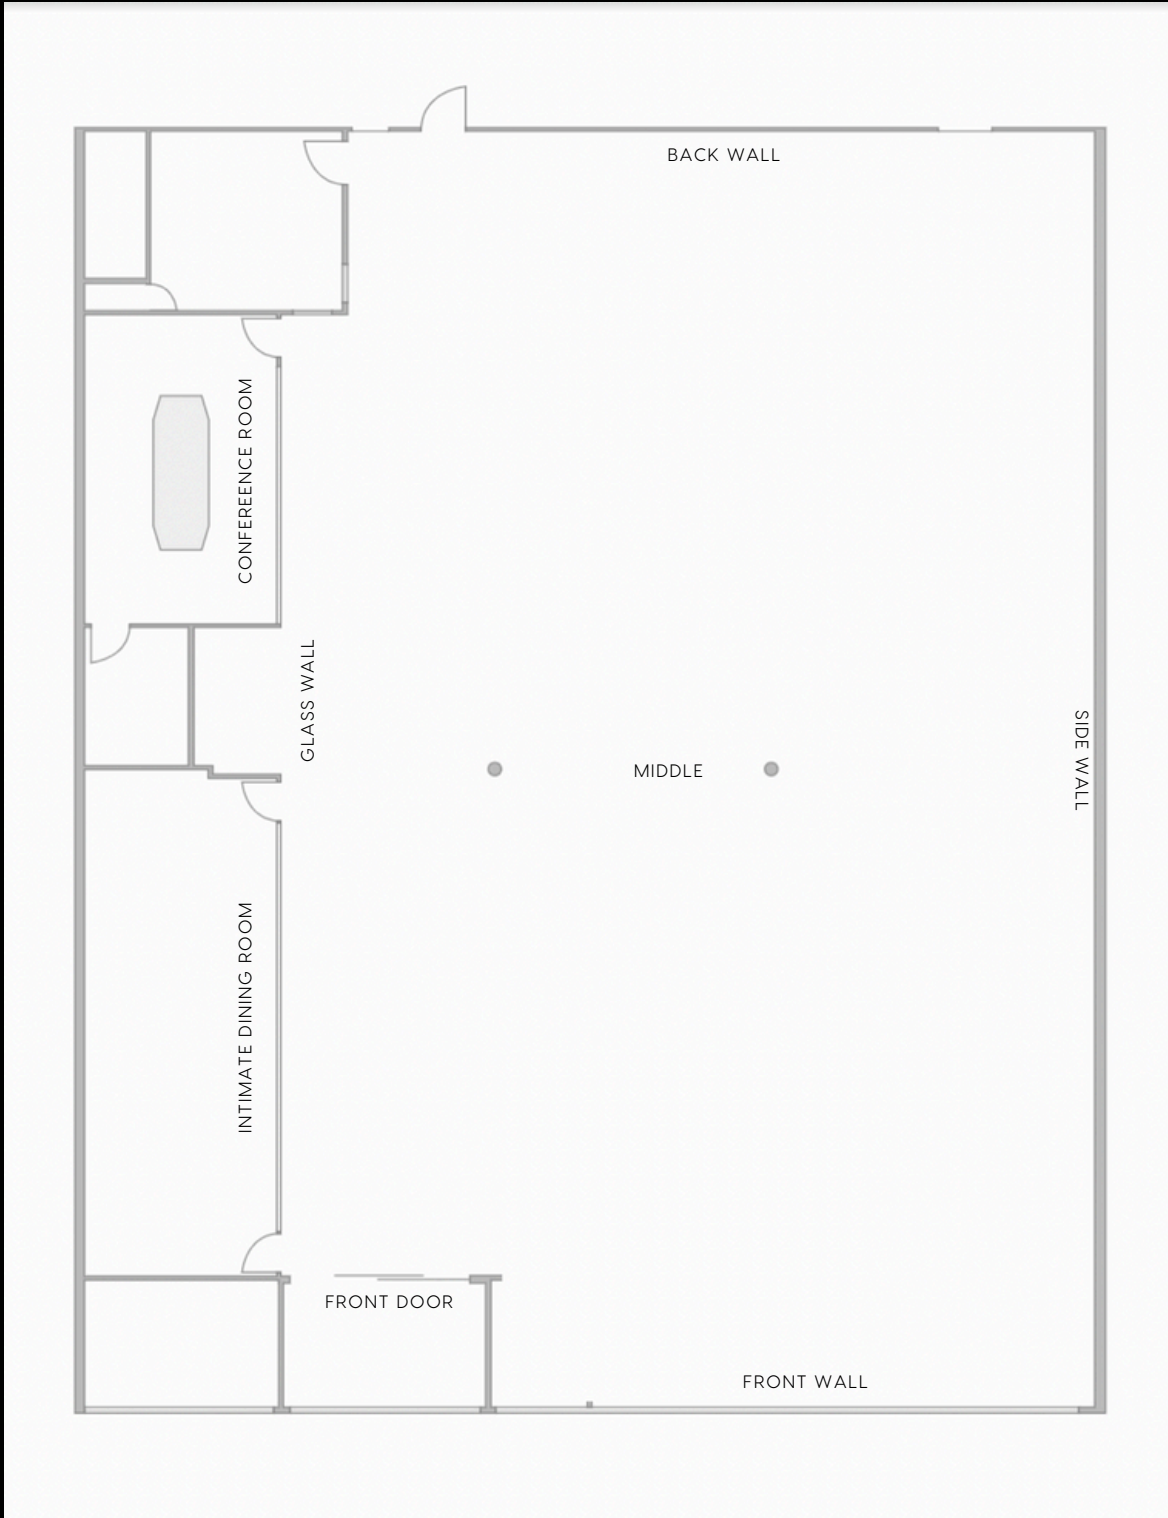 BACK WALL
CONFEREENCE ROOM
GLASS WALL
MIDDLE
SIDE WALL
INTIMATE DINING ROOM
FRONT DOOR
FRONT WALL